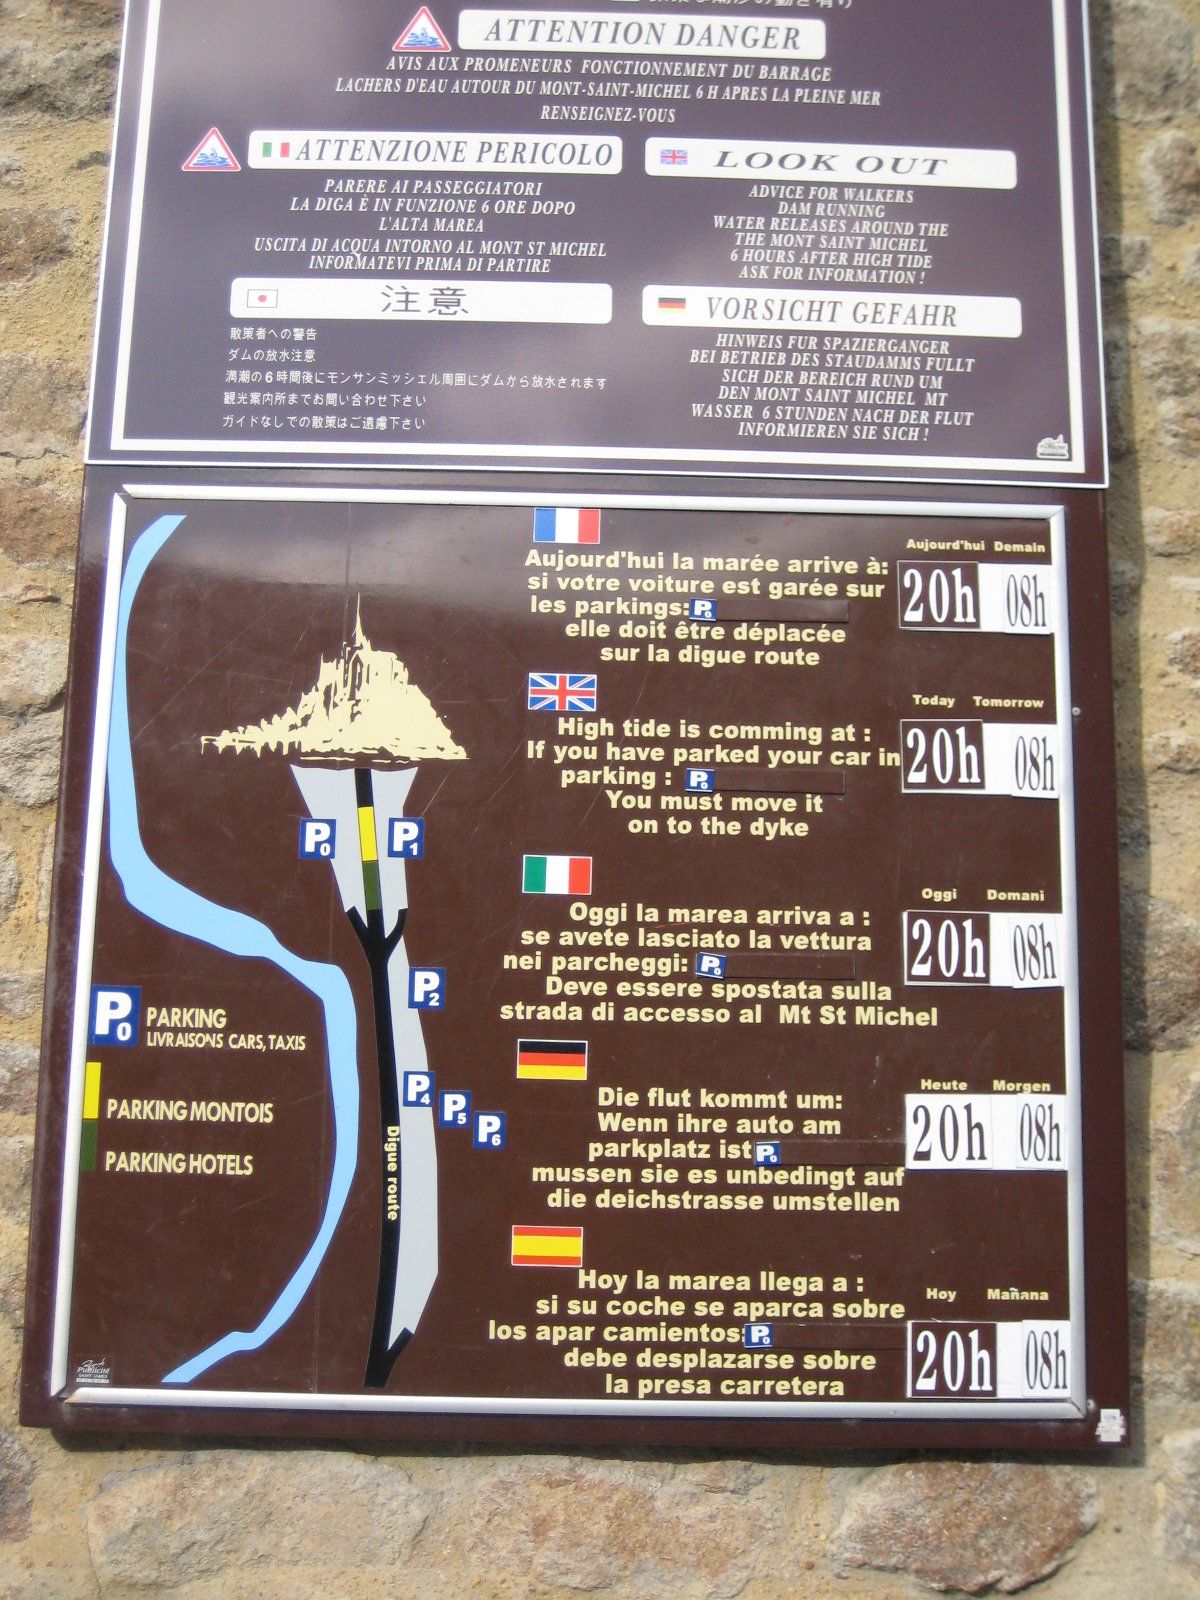 ATTENTION DANGER
AVIS AUX PROMENEURS FONCTIONNEMENT DU BARRAGE
LACHERS D'EAU AUTOUR DU MONT-SAINT-MICHEL 6 H APRES LA PLEINE MER
RENSEIGNEZ-VOUS
ATTENZIONE PERICOLO
PARERE AI PASSEGGIATORI
LA DIGA È IN FUNZIONE 6 ORE DOPO
L'ALTA MAREA
USCITA DI ACQUA INTORNO AL MONT ST MICHEL
INFORMATEVI PRIMA DI PARTIRE
LOOK OUT
ADVICE FOR WALKERS
DAM RUNNING
WATER RELEASES AROUND THE
THE MONT SAINT MICHEL
6 HOURS AFTER HIGH TIDE
ASK FOR INFORMATION !
注意
散策者への警告
ダムの放水注意
満潮の6時間後にモンサンミッシェル周囲にダムから放水されます
観光案内所までお問い合わせ下さい
ガイドなしでの散策はご遠慮下さい
VORSICHT GEFAHR
HINWEIS FUR SPAZIERGANGER
BEI BETRIEB DES STAUDAMMS FULLT
SICH DER BEREICH RUND UM
DEN MONT SAINT MICHEL MT
WASSER 6 STUNDEN NACH DER FLUT
INFORMIEREN SIE SICH !
Aujourd'hui la marée arrive à:
si votre voiture est garée sur
les parkings: P0
elle doit être déplacée
sur la digue route
Aujourd'hui Demain
20h 08h
High tide is comming at :
If you have parked your car in
parking : P0
You must move it
on to the dyke
Today Tomorrow
20h 08h
Oggi la marea arriva a :
se avete lasciato la vettura
nei parcheggi: P0
Deve essere spostata sulla
strada di accesso al Mt St Michel
Oggi Domani
20h 08h
Die flut kommt um:
Wenn ihre auto am
parkplatz ist P0
mussen sie es unbedingt auf
die deichstrasse umstellen
Heute Morgen
20h 08h
Hoy la marea llega a :
si su coche se aparca sobre
los apar camientos: P0
debe desplazarse sobre
la presa carretera
Hoy Mañana
20h 08h
P0 P1
P2
P4 P5 P6
Digue route
P0 PARKING
LIVRAISONS CARS, TAXIS
PARKING MONTOIS
PARKING HOTELS
Publicité
SAINT JAMES